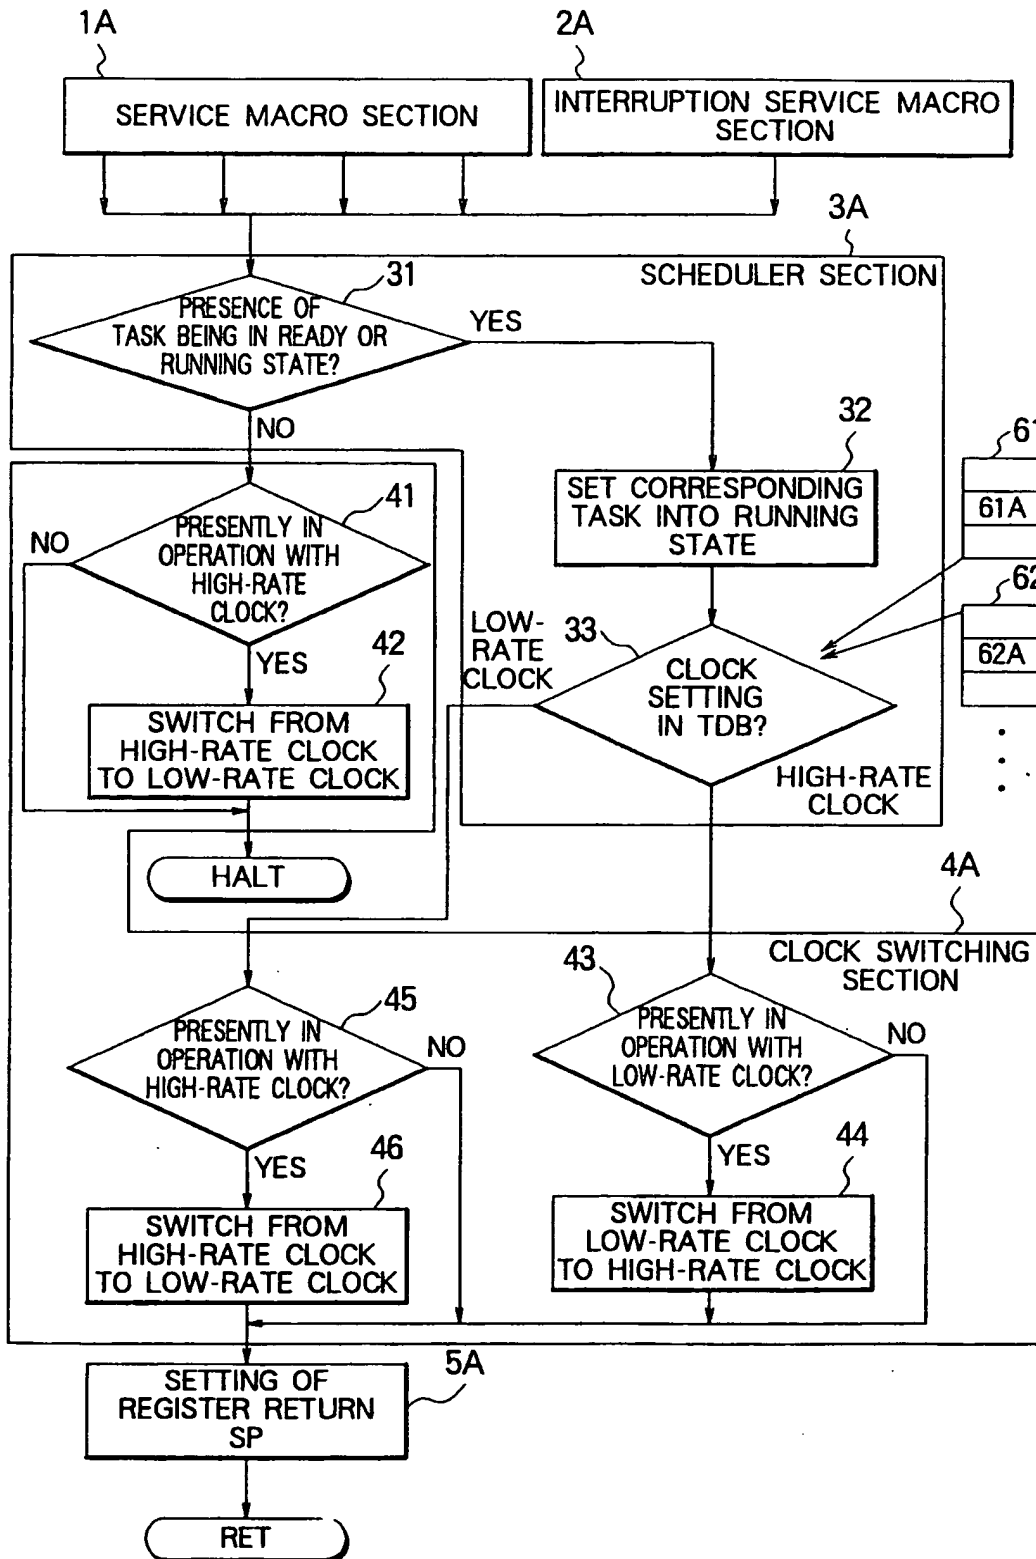 1A
2A
SERVICE MACRO SECTION
INTERRUPTION SERVICE MACRO
SECTION
3A
SCHEDULER SECTION
31
PRESENCE OF
TASK BEING IN READY OR
RUNNING STATE?
YES
NO
32
SET CORRESPONDING
TASK INTO RUNNING
STATE
61
61A
62
62A
41
PRESENTLY IN
OPERATION WITH
HIGH-RATE
CLOCK?
NO
YES
42
SWITCH FROM
HIGH-RATE CLOCK
TO LOW-RATE CLOCK
HALT
LOW-
RATE
CLOCK
33
CLOCK
SETTING
IN TDB?
HIGH-RATE
CLOCK
4A
CLOCK SWITCHING
SECTION
45
PRESENTLY IN
OPERATION WITH
HIGH-RATE CLOCK?
NO
YES
43
PRESENTLY IN
OPERATION WITH
LOW-RATE CLOCK?
NO
YES
46
SWITCH FROM
HIGH-RATE CLOCK
TO LOW-RATE CLOCK
44
SWITCH FROM
LOW-RATE CLOCK
TO HIGH-RATE CLOCK
5A
SETTING OF
REGISTER RETURN
SP
RET